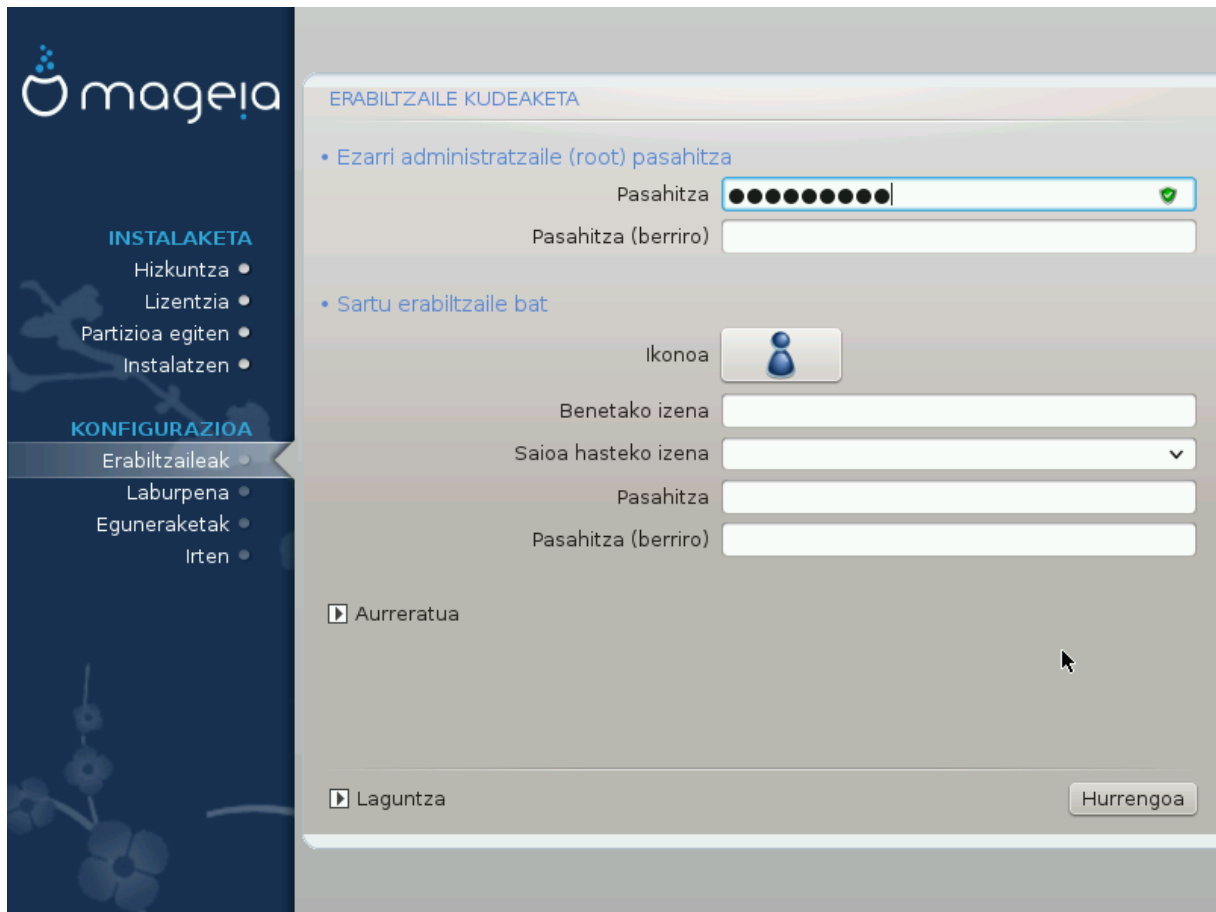 mageia
INSTALAKETA
Hizkuntza
Lizentzia
Partizioa egiten
Instalatzen
KONFIGURAZIOA
Erabiltzaileak
Laburpena
Eguneraketak
Irten
ERABILTZAILE KUDEAKETA
• Ezarri administratzaile (root) pasahitza
Pasahitza ●●●●●●●●●
Pasahitza (berriro)
• Sartu erabiltzaile bat
Ikonoa
Benetako izena
Saioa hasteko izena
Pasahitza
Pasahitza (berriro)
Aurreratua
Laguntza
Hurrengoa